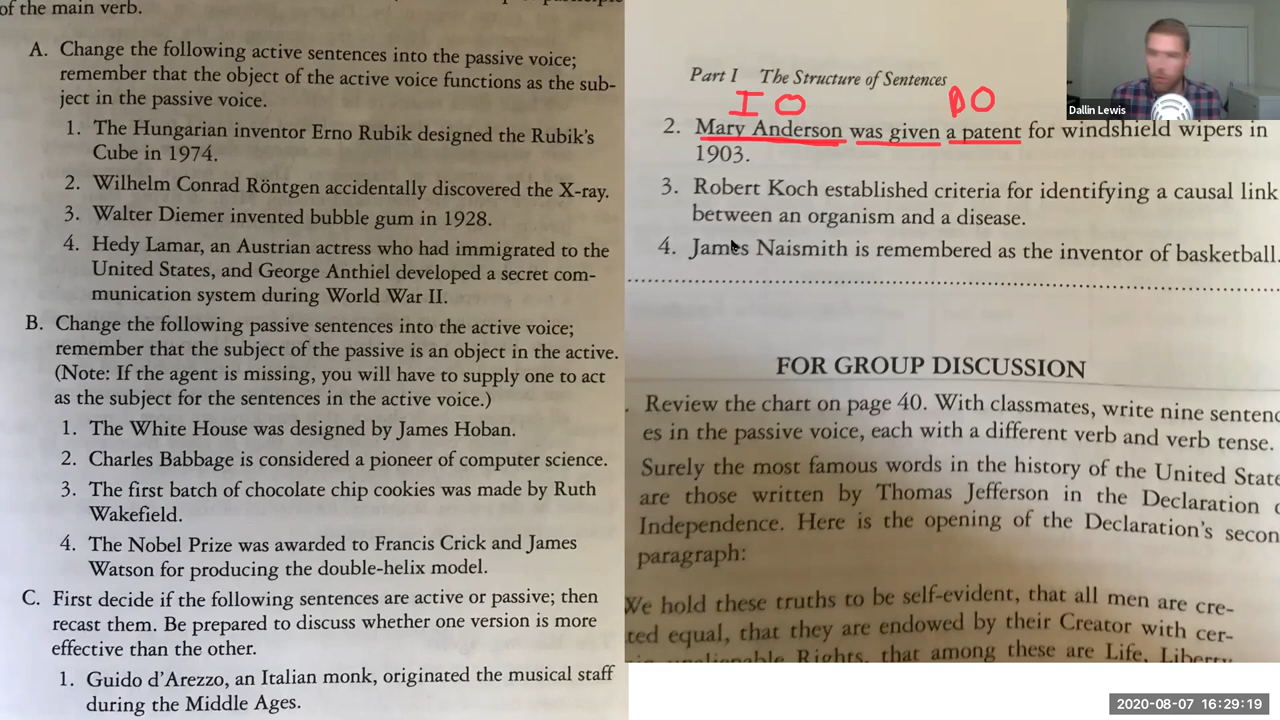 of the main verb.
A. Change the following active sentences into the passive voice;
remember that the object of the active voice functions as the sub-
ject in the passive voice.
1. The Hungarian inventor Erno Rubik designed the Rubik's
Cube in 1974.
2. Wilhelm Conrad Röntgen accidentally discovered the X-ray.
3. Walter Diemer invented bubble gum in 1928.
4. Hedy Lamar, an Austrian actress who had immigrated to the
United States, and George Anthiel developed a secret com-
munication system during World War II.
B. Change the following passive sentences into the active voice;
remember that the subject of the passive is an object in the active.
(Note: If the agent is missing, you will have to supply one to act
as the subject for the sentences in the active voice.)
1. The White House was designed by James Hoban.
2. Charles Babbage is considered a pioneer of computer science.
3. The first batch of chocolate chip cookies was made by Ruth
Wakefield.
4. The Nobel Prize was awarded to Francis Crick and James
Watson for producing the double-helix model.
C. First decide if the following sentences are active or passive; then
recast them. Be prepared to discuss whether one version is more
effective than the other.
1. Guido d'Arezzo, an Italian monk, originated the musical staff
during the Middle Ages.
Part I The Structure of Sentences
IO DO
2. Mary Anderson was given a patent for windshield wipers in
1903.
3. Robert Koch established criteria for identifying a causal link
between an organism and a disease.
4. James Naismith is remembered as the inventor of basketball.
FOR GROUP DISCUSSION
Review the chart on page 40. With classmates, write nine sentenc
es in the passive voice, each with a different verb and verb tense.
Surely the most famous words in the history of the United State
are those written by Thomas Jefferson in the Declaration
Independence. Here is the opening of the Declaration's secon
paragraph:
We hold these truths to be self-evident, that all men are cre-
ted equal, that they are endowed by their Creator with cer-
Rights, that among these are Life, Liberty
Dallin Lewis
2020-08-07 16:29:19